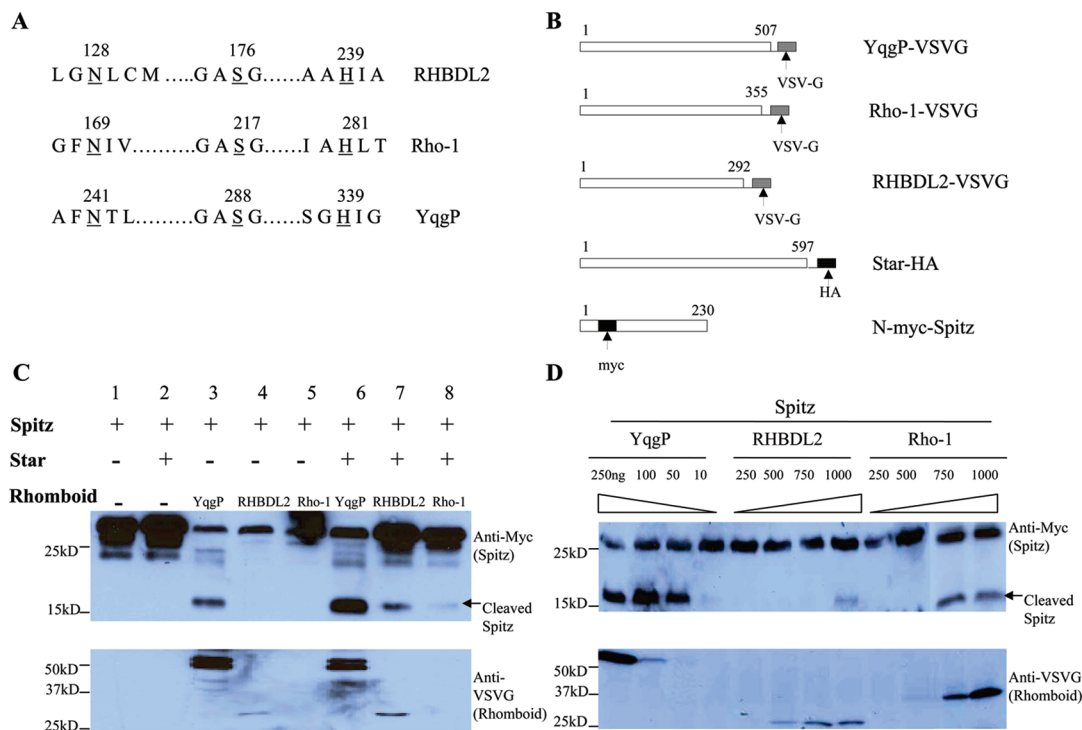 A
128 176 239
L G N L C M …..G A S G……A A H I A RHBDL2
169 217 281
G F N I V……….G A S G……I A H L T Rho-1
241 288 339
A F N T L………G A S G……S G H I G YqgP
B
1 507
YqgP-VSVG
VSV-G
1 355
Rho-1-VSVG
VSV-G
1 292
RHBDL2-VSVG
VSV-G
1 597
Star-HA
HA
1 230
N-myc-Spitz
myc
C
1 2 3 4 5 6 7 8
Spitz + + + + + + + +
Star - + - - - + + +
Rhomboid - - YqgP RHBDL2 Rho-1 YqgP RHBDL2 Rho-1
25kD
Anti-Myc
(Spitz)
15kD
Cleaved
Spitz
50kD
37kD
25kD
Anti-
VSVG
(Rhomboid)
D
Spitz
YqgP RHBDL2 Rho-1
250ng 100 50 10 250 500 750 1000 250 500 750 1000
25kD
Anti-Myc
(Spitz)
15kD
Cleaved
Spitz
50kD
37kD
25kD
Anti-VSVG
(Rhomboid)